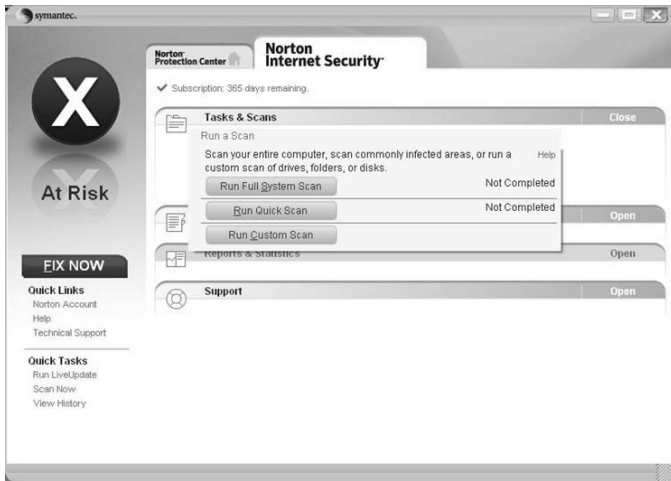 symantec.
Norton
Protection Center
Norton
Internet Security
Subscription: 365 days remaining.
X
At Risk
FIX NOW
Quick Links
Norton Account
Help
Technical Support
Quick Tasks
Run LiveUpdate
Scan Now
View History
Tasks & Scans
Close
Run a Scan
Scan your entire computer, scan commonly infected areas, or run a
custom scan of drives, folders, or disks.
Help
Run Full System Scan
Not Completed
Run Quick Scan
Not Completed
Run Custom Scan
Open
Reports & Statistics
Open
Support
Open